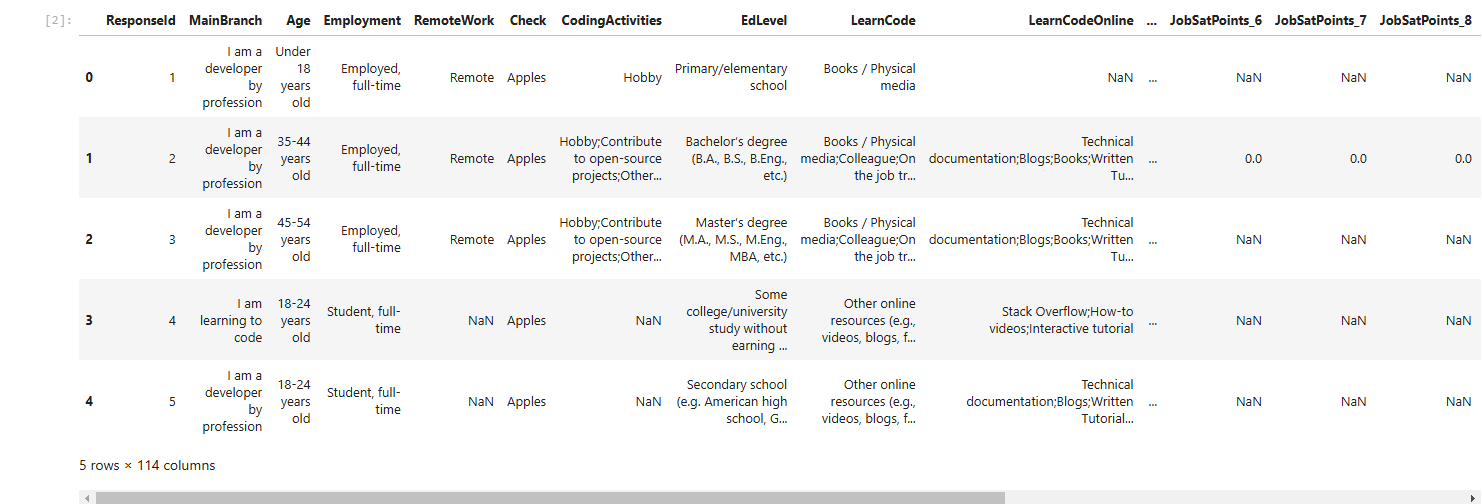 [2]: ResponseId MainBranch Age Employment RemoteWork Check CodingActivities EdLevel LearnCode LearnCodeOnline ... JobSatPoints_6 JobSatPoints_7 JobSatPoints_8
I am a Under
developer 18 Employed, Primary/elementary Books / Physical
0 1 by years full-time Remote Apples Hobby school media NaN ... NaN NaN NaN
profession old
I am a
developer 35-44 Employed, Hobby;Contribute Bachelor's degree Books / Physical Technical
1 2 by years full-time Remote Apples to open-source (B.A., B.S., B.Eng., media;Colleague;On documentation;Blogs;Books;Written ... 0.0 0.0 0.0
profession old projects;Other... etc.) the job tr... Tu...
I am a
developer 45-54 Employed, Hobby;Contribute Master's degree Books / Physical Technical
2 3 by years full-time Remote Apples to open-source (M.A., M.S., M.Eng., media;Colleague;On documentation;Blogs;Books;Written ... NaN NaN NaN
profession old projects;Other... MBA, etc.) the job tr... Tu...
Some
I am 18-24 Student, full- college/university Other online Stack Overflow;How-to
3 4 learning to years time NaN Apples NaN study without resources (e.g., videos;Interactive tutorial ... NaN NaN NaN
code old earning ... videos, blogs, f...
I am a
developer 18-24 Student, full- Secondary school Other online Technical
4 5 by years time NaN Apples NaN (e.g. American high resources (e.g., documentation;Blogs;Written ... NaN NaN NaN
profession old school, G... videos, blogs, f... Tutorial...
5 rows × 114 columns